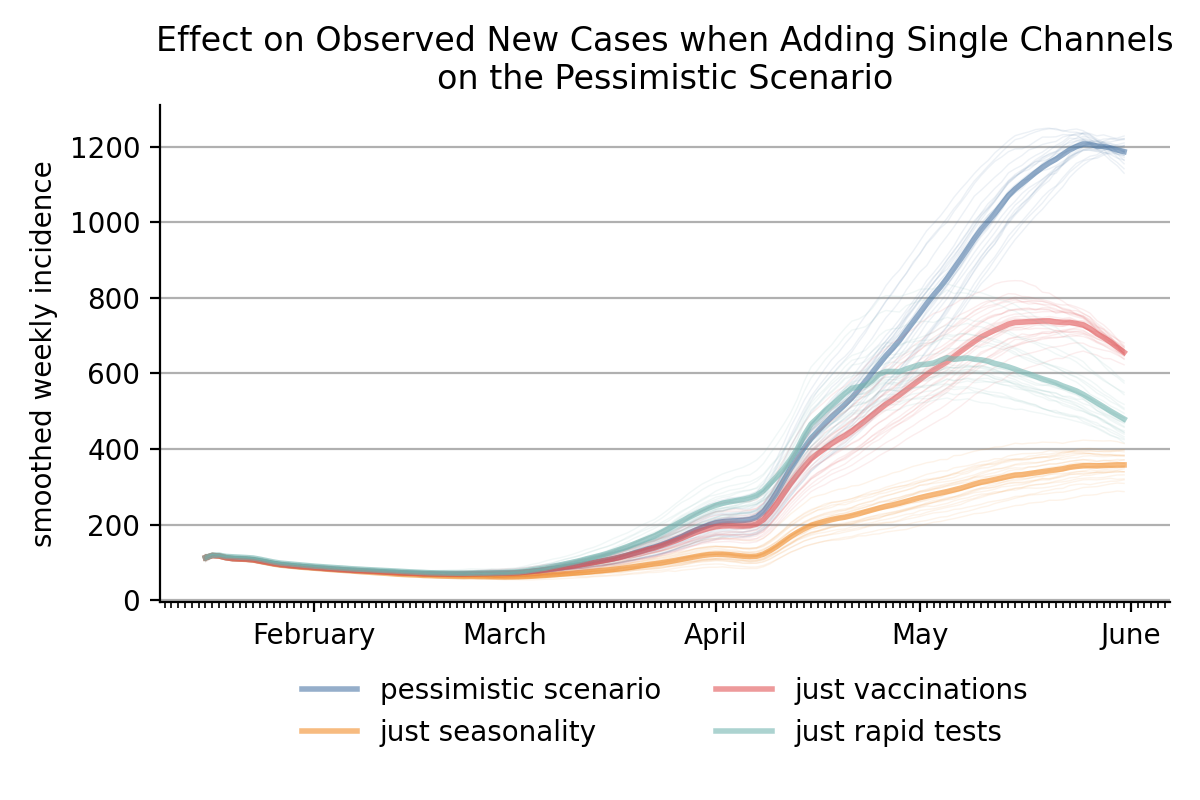 Effect on Observed New Cases when Adding Single Channels
on the Pessimistic Scenario
smoothed weekly incidence
1200
1000
800
600
400
200
0
February March April May June
pessimistic scenario just vaccinations
just seasonality just rapid tests